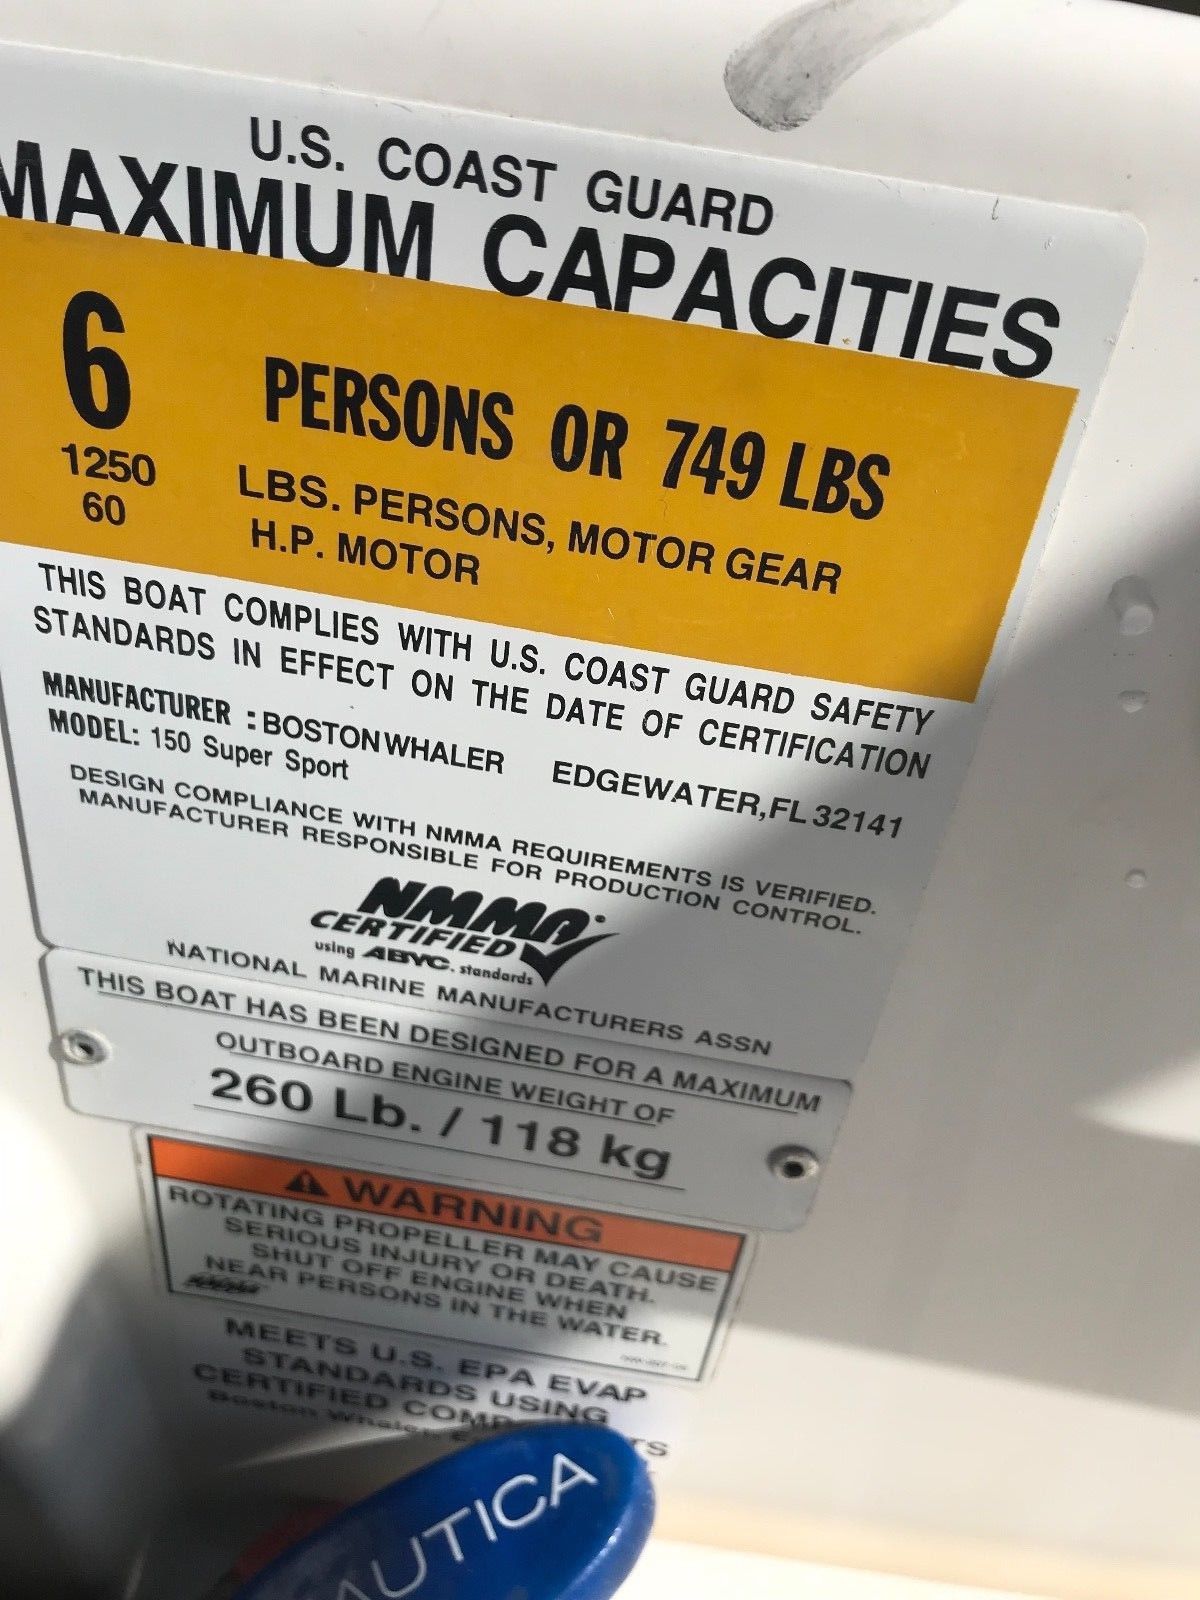 U.S. COAST GUARD
MAXIMUM CAPACITIES
6 PERSONS OR 749 LBS
1250 LBS. PERSONS, MOTOR GEAR
60 H.P. MOTOR
THIS BOAT COMPLIES WITH U.S. COAST GUARD SAFETY
STANDARDS IN EFFECT ON THE DATE OF CERTIFICATION
MANUFACTURER : BOSTON WHALER EDGEWATER, FL 32141
MODEL: 150 Super Sport
DESIGN COMPLIANCE WITH NMMA REQUIREMENTS IS VERIFIED.
MANUFACTURER RESPONSIBLE FOR PRODUCTION CONTROL.
NMMA
CERTIFIED
using ABYC. standards
NATIONAL MARINE MANUFACTURERS ASSN
THIS BOAT HAS BEEN DESIGNED FOR A MAXIMUM
OUTBOARD ENGINE WEIGHT OF
260 Lb. / 118 kg
WARNING
ROTATING PROPELLER MAY CAUSE
SERIOUS INJURY OR DEATH.
SHUT OFF ENGINE WHEN
NEAR PERSONS IN THE WATER.
NMMA
MEETS U.S. EPA EVAP
STANDARDS USING
CERTIFIED COMP TS
Boston Whaler
AUTICA